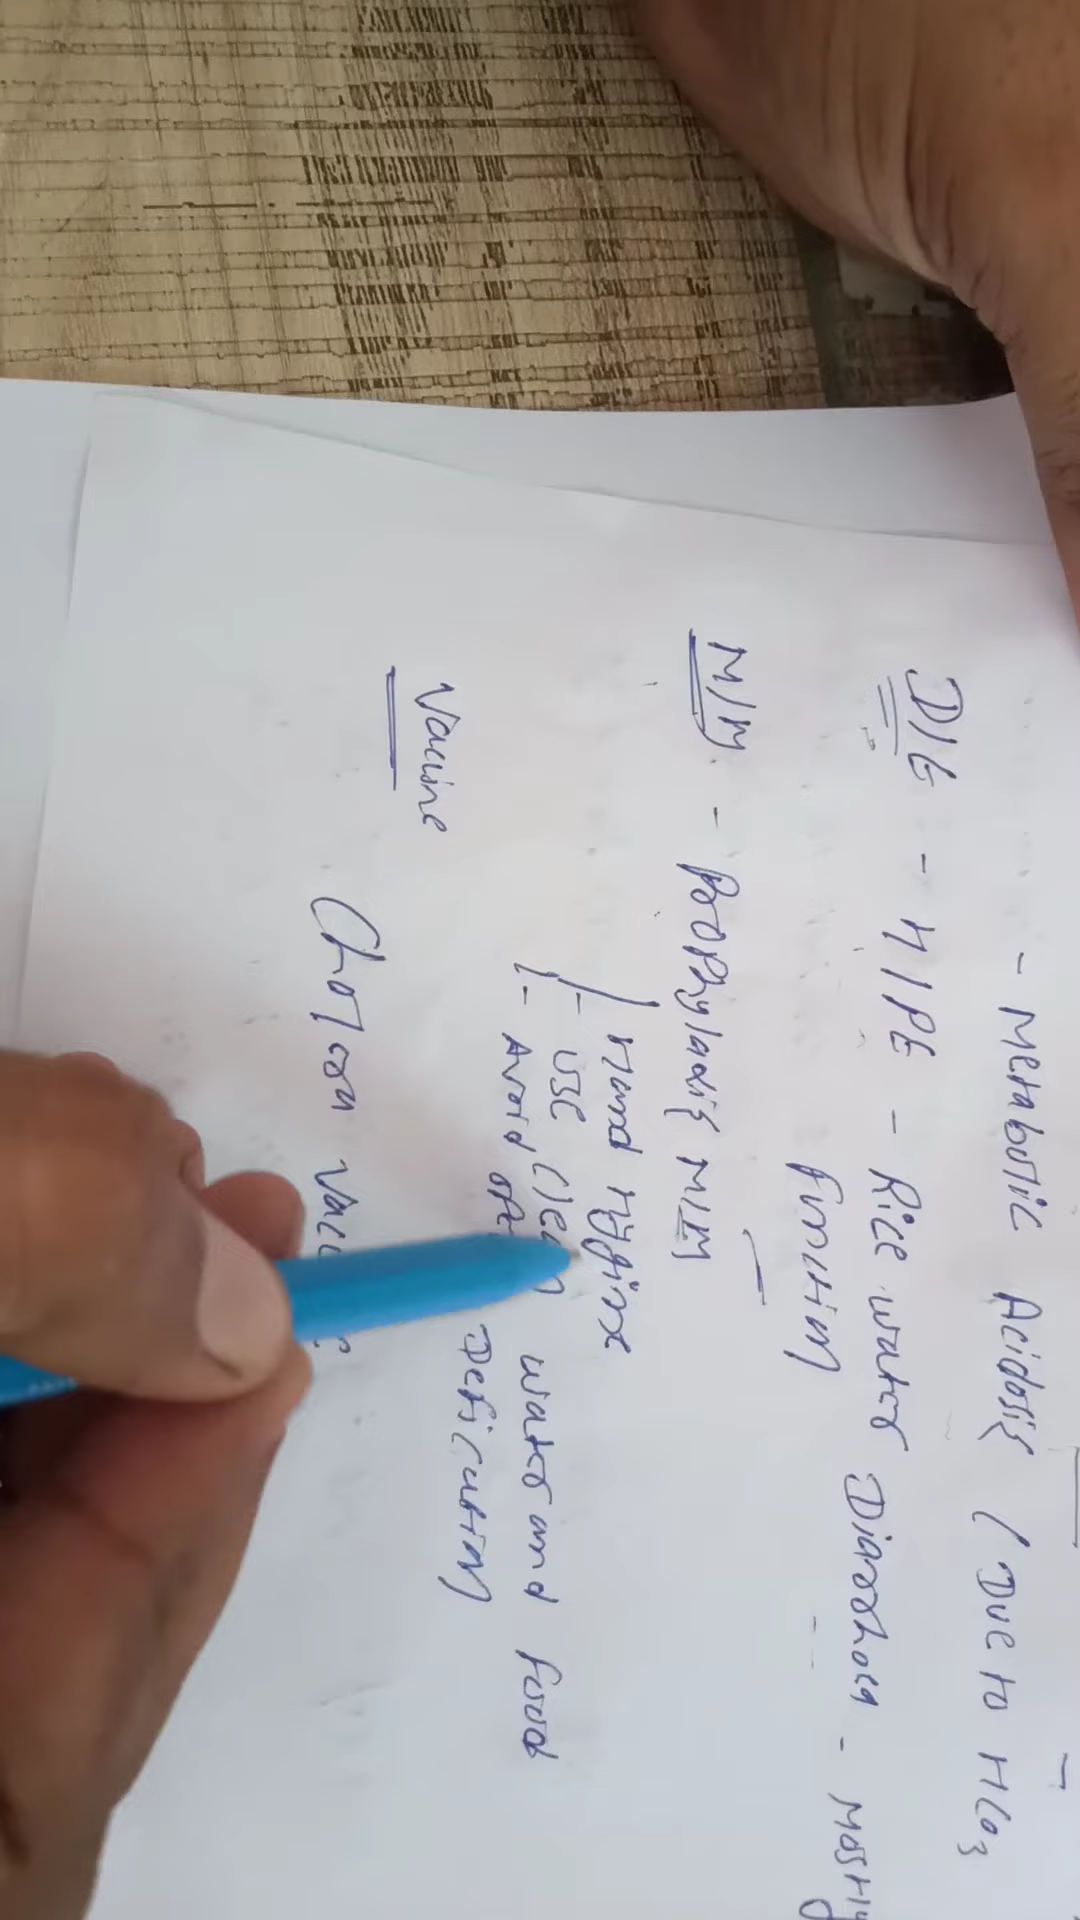 - Metabolic Acidosis ( Due to HCO3
D/E - H/PE - Rice water Diarrhoea - Mostly
function
M/M - Prophylaxis M/M
- Hand Hygine
- Use Clean water and food
- Avoid Deficution
Vaccine
Cholera